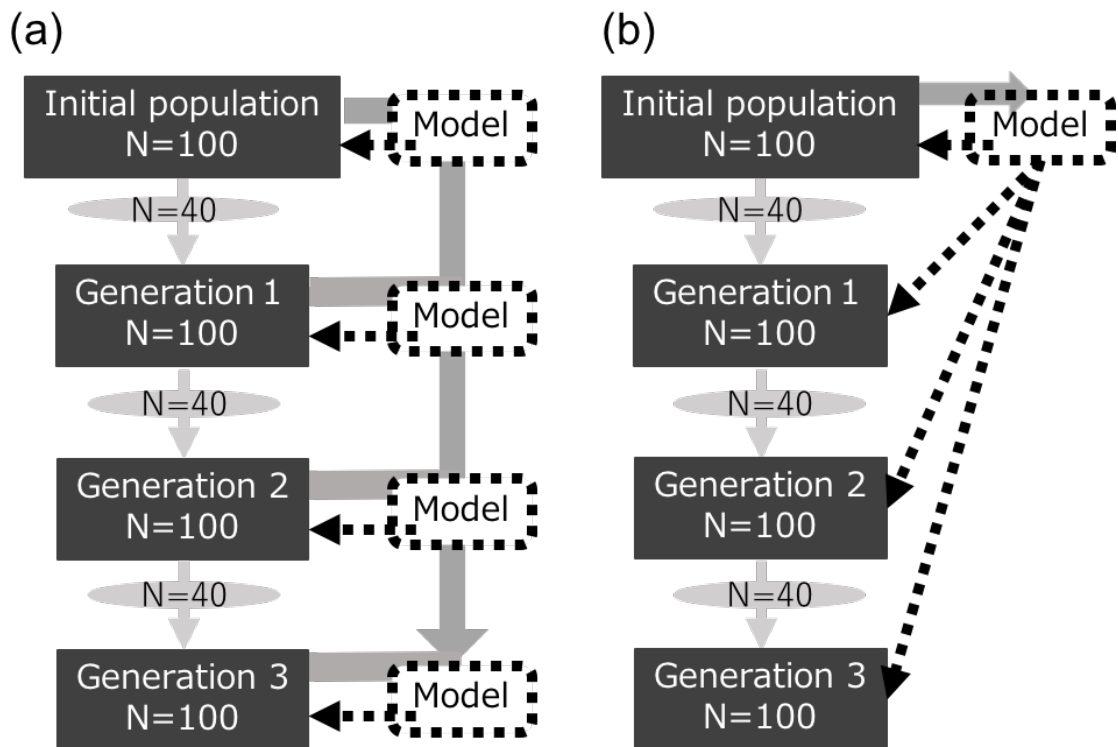 (a)
Initial population
N=100
Model
N=40
Generation 1
N=100
Model
N=40
Generation 2
N=100
Model
N=40
Generation 3
N=100
Model
(b)
Initial population
N=100
Model
N=40
Generation 1
N=100
N=40
Generation 2
N=100
N=40
Generation 3
N=100